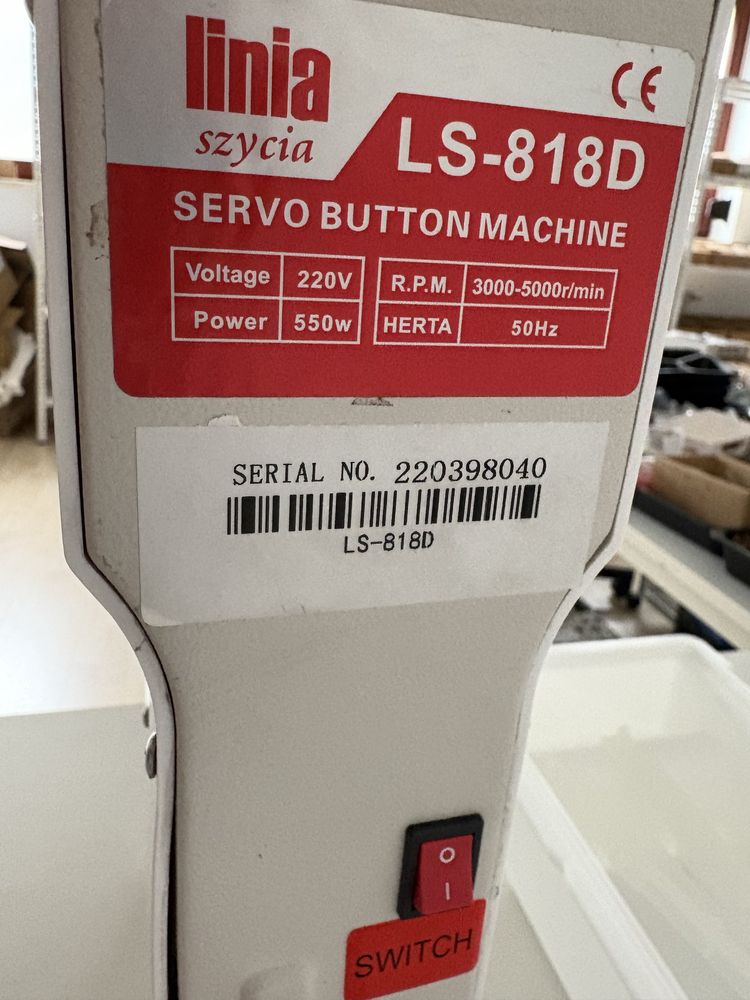 linia
szycia
CE
LS-818D
SERVO BUTTON MACHINE
Voltage 220V R.P.M. 3000-5000r/min
Power 550w HERTA 50Hz
SERIAL NO. 220398040
LS-818D
O
I
SWITCH